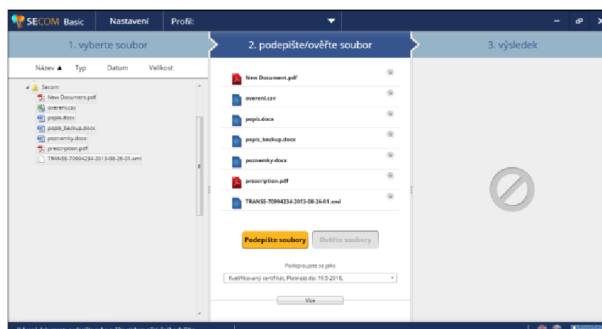 SECOM Basic Nastavení Profil:
1. vyberte soubor
2. podepište/ověřte soubor
3. výsledek
Název ▲ Typ Datum Velikost
Secom
New Document.pdf
overeni.csv
popis.docx
popis_backup.docx
poznamky.docx
prescription.pdf
TRANSE-70994234-2013-08-26-01.xml
New Document.pdf
overeni.csv
popis.docx
popis_backup.docx
poznamky.docx
prescription.pdf
TRANSE-70994234-2013-08-26-01.xml
Podepište soubory
Ověřte soubory
Podepisujete se jako
Kvalifikovaný certifikát, Platnost do: 19.5.2016,
Více